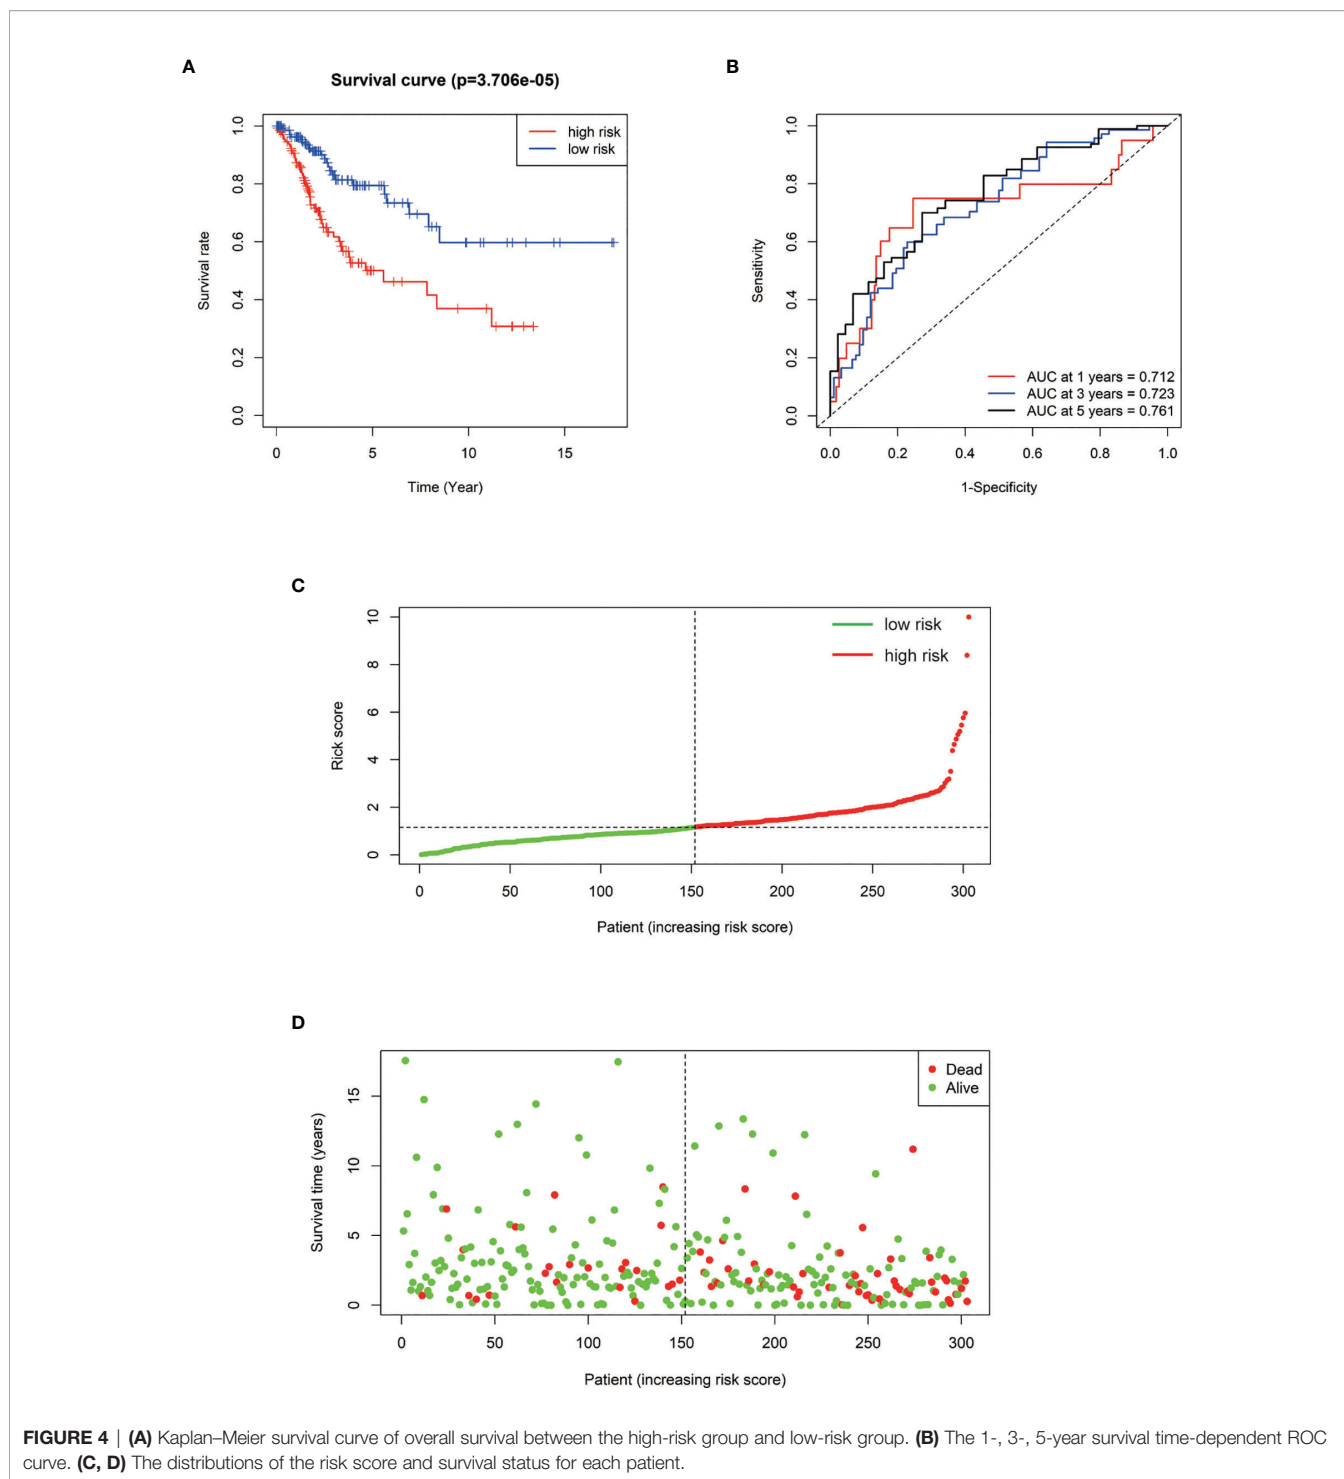 A
Survival curve (p=3.706e-05)
high risk
low risk
Survival rate
1.0
0.8
0.6
0.4
0.2
0.0
0 5 10 15
Time (Year)
B
Sensitivity
1.0
0.8
0.6
0.4
0.2
0.0
AUC at 1 years = 0.712
AUC at 3 years = 0.723
AUC at 5 years = 0.761
0.0 0.2 0.4 0.6 0.8 1.0
1-Specificity
C
Rick score
10
8
6
4
2
0
low risk
high risk
0 50 100 150 200 250 300
Patient (increasing risk score)
D
Survival time (years)
15
10
5
0
Dead
Alive
0 50 100 150 200 250 300
Patient (increasing risk score)
FIGURE 4 | (A) Kaplan–Meier survival curve of overall survival between the high-risk group and low-risk group. (B) The 1-, 3-, 5-year survival time-dependent ROC
curve. (C, D) The distributions of the risk score and survival status for each patient.